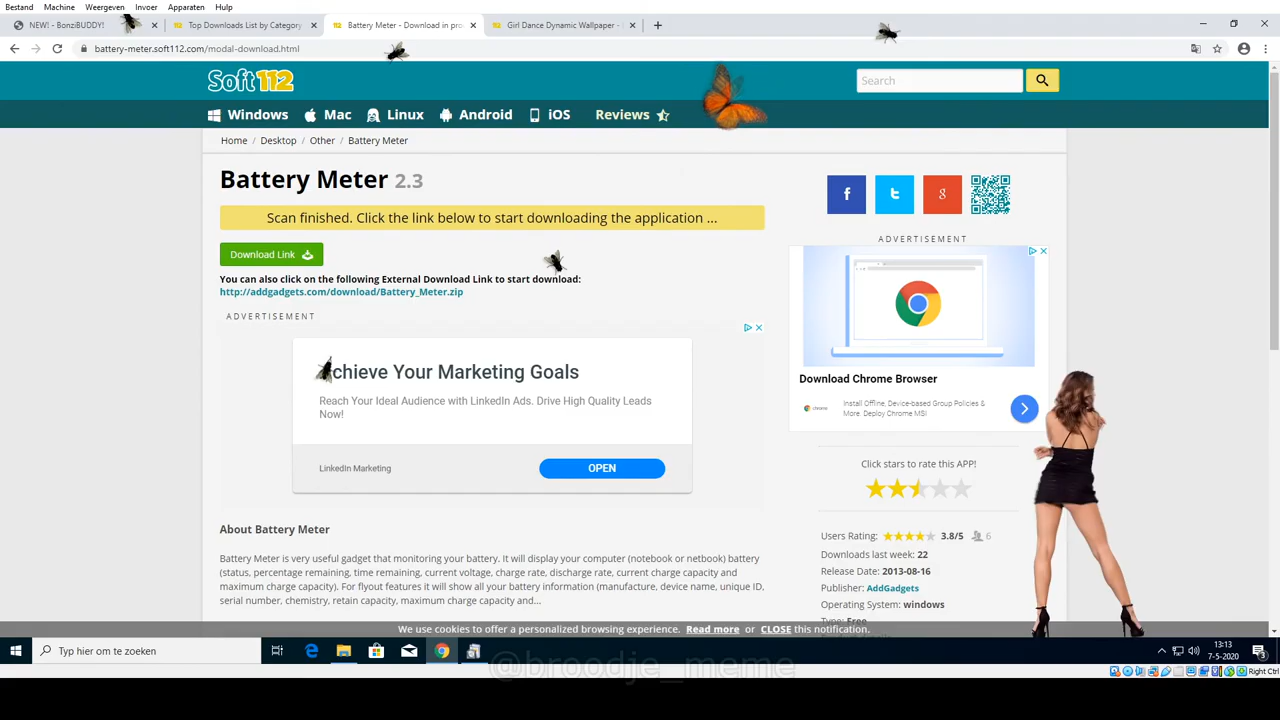 Bestand Machine Weergeven Invoer Apparaten Help
NEW! - BonziBUDDY!
Top Downloads List by Category
Battery Meter - Download in pro
Girl Dance Dynamic Wallpaper -
battery-meter.soft112.com/modal-download.html
Soft112
Search
Windows Mac Linux Android iOS Reviews
Home / Desktop / Other / Battery Meter
Battery Meter 2.3
Scan finished. Click the link below to start downloading the application ...
Download Link
You can also click on the following External Download Link to start download:
http://addgadgets.com/download/Battery_Meter.zip
ADVERTISEMENT
chieve Your Marketing Goals
Reach Your Ideal Audience with LinkedIn Ads. Drive High Quality Leads
Now!
LinkedIn Marketing
OPEN
About Battery Meter
Battery Meter is very useful gadget that monitoring your battery. It will display your computer (notebook or netbook) battery
(status, percentage remaining, time remaining, current voltage, charge rate, discharge rate, current charge capacity and
maximum charge capacity). For flyout features it will show all your battery information (manufacture, device name, unique ID,
serial number, chemistry, retain capacity, maximum charge capacity and...
f t g
ADVERTISEMENT
Download Chrome Browser
chrome
Install Offline, Device-based Group Policies &
More. Deploy Chrome MSI
Click stars to rate this APP!
Users Rating: 3.8/5 6
Downloads last week: 22
Release Date: 2013-08-16
Publisher: AddGadgets
Operating System: windows
Type: Free
We use cookies to offer a personalized browsing experience. Read more or CLOSE this notification.
Typ hier om te zoeken
13:13
7-5-2020
3
@broodje_meme
Right Ctrl